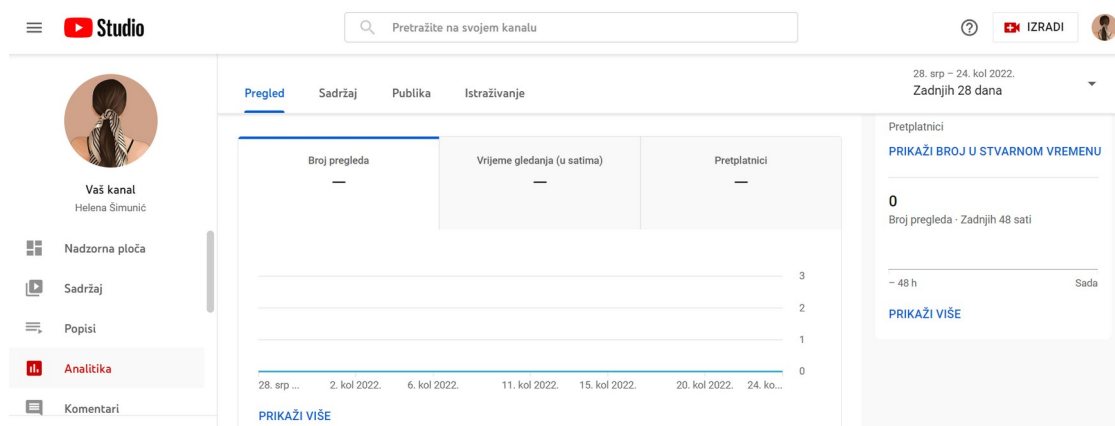 Studio
Pretražite na svojem kanalu
IZRADI
Vaš kanal
Helena Šimunić
Nadzorna ploča
Sadržaj
Popisi
Analitika
Komentari
Pregled Sadržaj Publika Istraživanje
28. srp – 24. kol 2022.
Zadnjih 28 dana
Broj pregleda
—
Vrijeme gledanja (u satima)
—
Pretplatnici
—
3
2
1
0
28. srp ... 2. kol 2022. 6. kol 2022. 11. kol 2022. 15. kol 2022. 20. kol 2022. 24. ko...
PRIKAŽI VIŠE
Pretplatnici
PRIKAŽI BROJ U STVARNOM VREMENU
0
Broj pregleda · Zadnjih 48 sati
– 48 h Sada
PRIKAŽI VIŠE